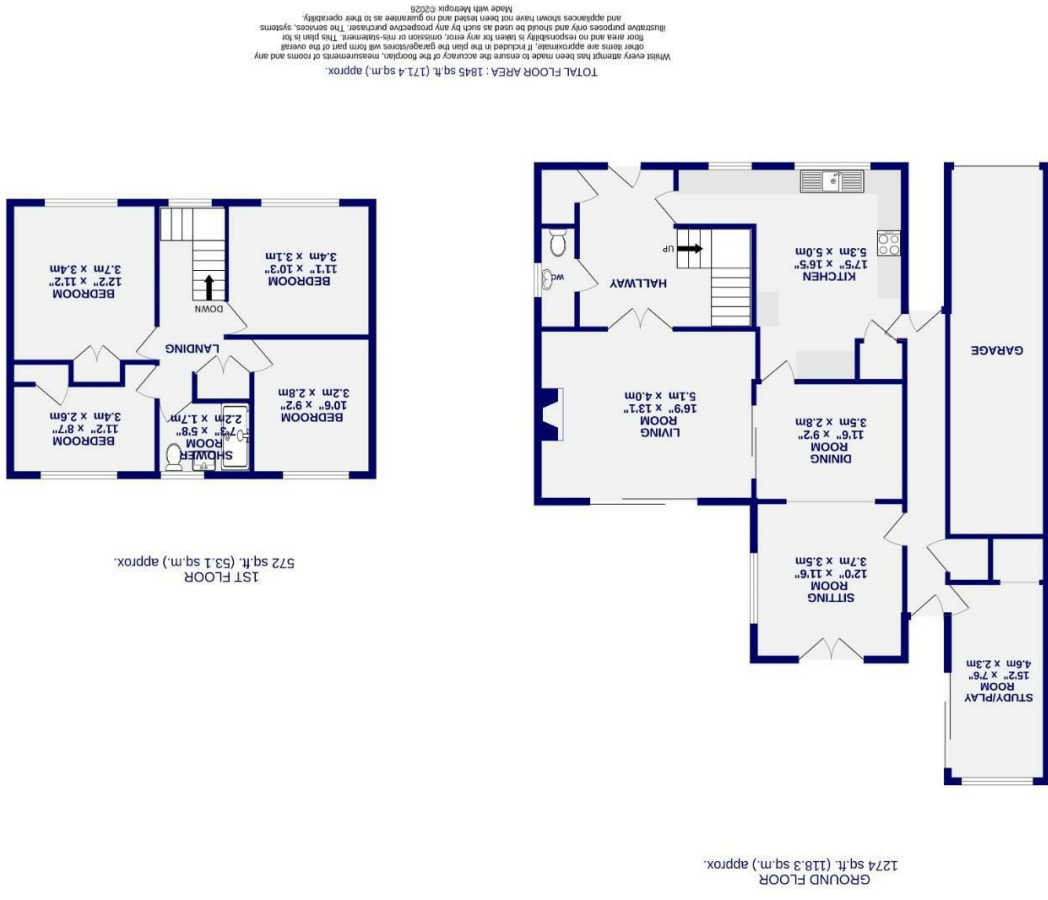 GROUND FLOOR
1274 sq.ft. (118.3 sq.m.) approx.
STUDY/PLAY
ROOM
15'2" x 7'6"
4.6m x 2.3m
SITTING
ROOM
12'0" x 11'6"
3.7m x 3.5m
DINING
ROOM
11'6" x 9'2"
3.5m x 2.8m
LIVING
ROOM
16'9" x 13'1"
5.1m x 4.0m
GARAGE
KITCHEN
17'5" x 16'5"
5.3m x 5.0m
HALLWAY
UP
WC
1ST FLOOR
572 sq.ft. (53.1 sq.m.) approx.
BEDROOM
10'6" x 9'2"
3.2m x 2.8m
SHOWER
ROOM
7'3" x 5'8"
2.2m x 1.7m
BEDROOM
11'2" x 8'7"
3.4m x 2.6m
LANDING
DOWN
BEDROOM
11'1" x 10'3"
3.4m x 3.1m
BEDROOM
12'2" x 11'2"
3.7m x 3.4m
TOTAL FLOOR AREA : 1845 sq.ft. (171.4 sq.m.) approx.
Whilst every attempt has been made to ensure the accuracy of the floorplan, measurements of rooms and any
other items are approximate, If included in the plan the garage/stores will form part of the overall
floor area and no responsibility is taken for any error, omission or mis-statement. This plan is for
illustrative purposes only and should be used as such by any prospective purchaser. The services, systems
and appliances shown have not been tested and no guarantee as to their operability.
Made with Metropix ©2026